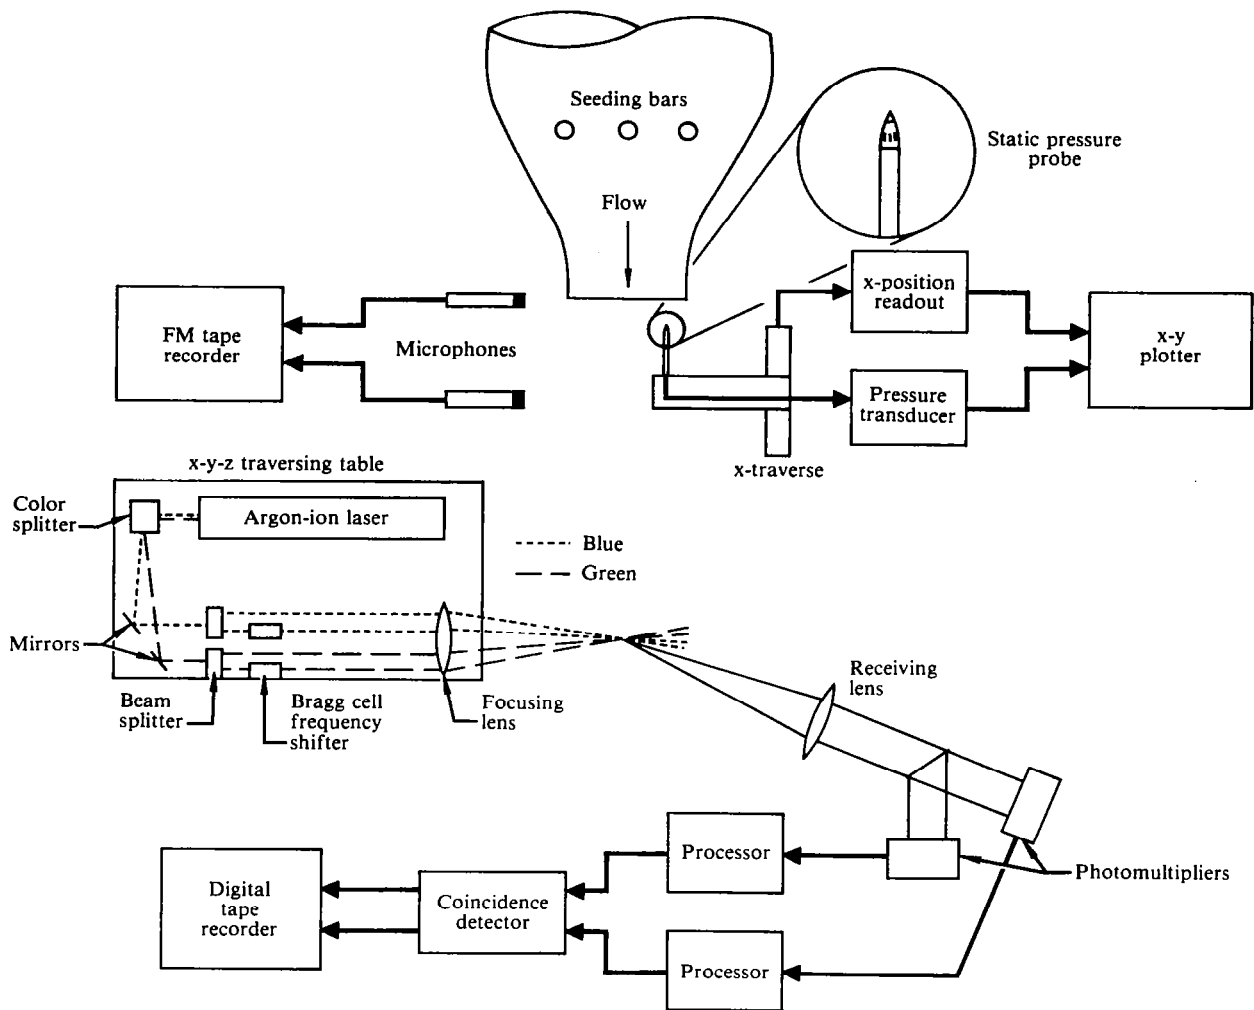 Seeding bars
Static pressure
probe
Flow
x-position
readout
FM tape
recorder
Microphones
x-y
plotter
Pressure
transducer
x-traverse
x-y-z traversing table
Color
splitter
Argon-ion laser
Blue
Green
Mirrors
Beam
splitter
Bragg cell
frequency
shifter
Focusing
lens
Receiving
lens
Processor
Photomultipliers
Digital
tape
recorder
Coincidence
detector
Processor